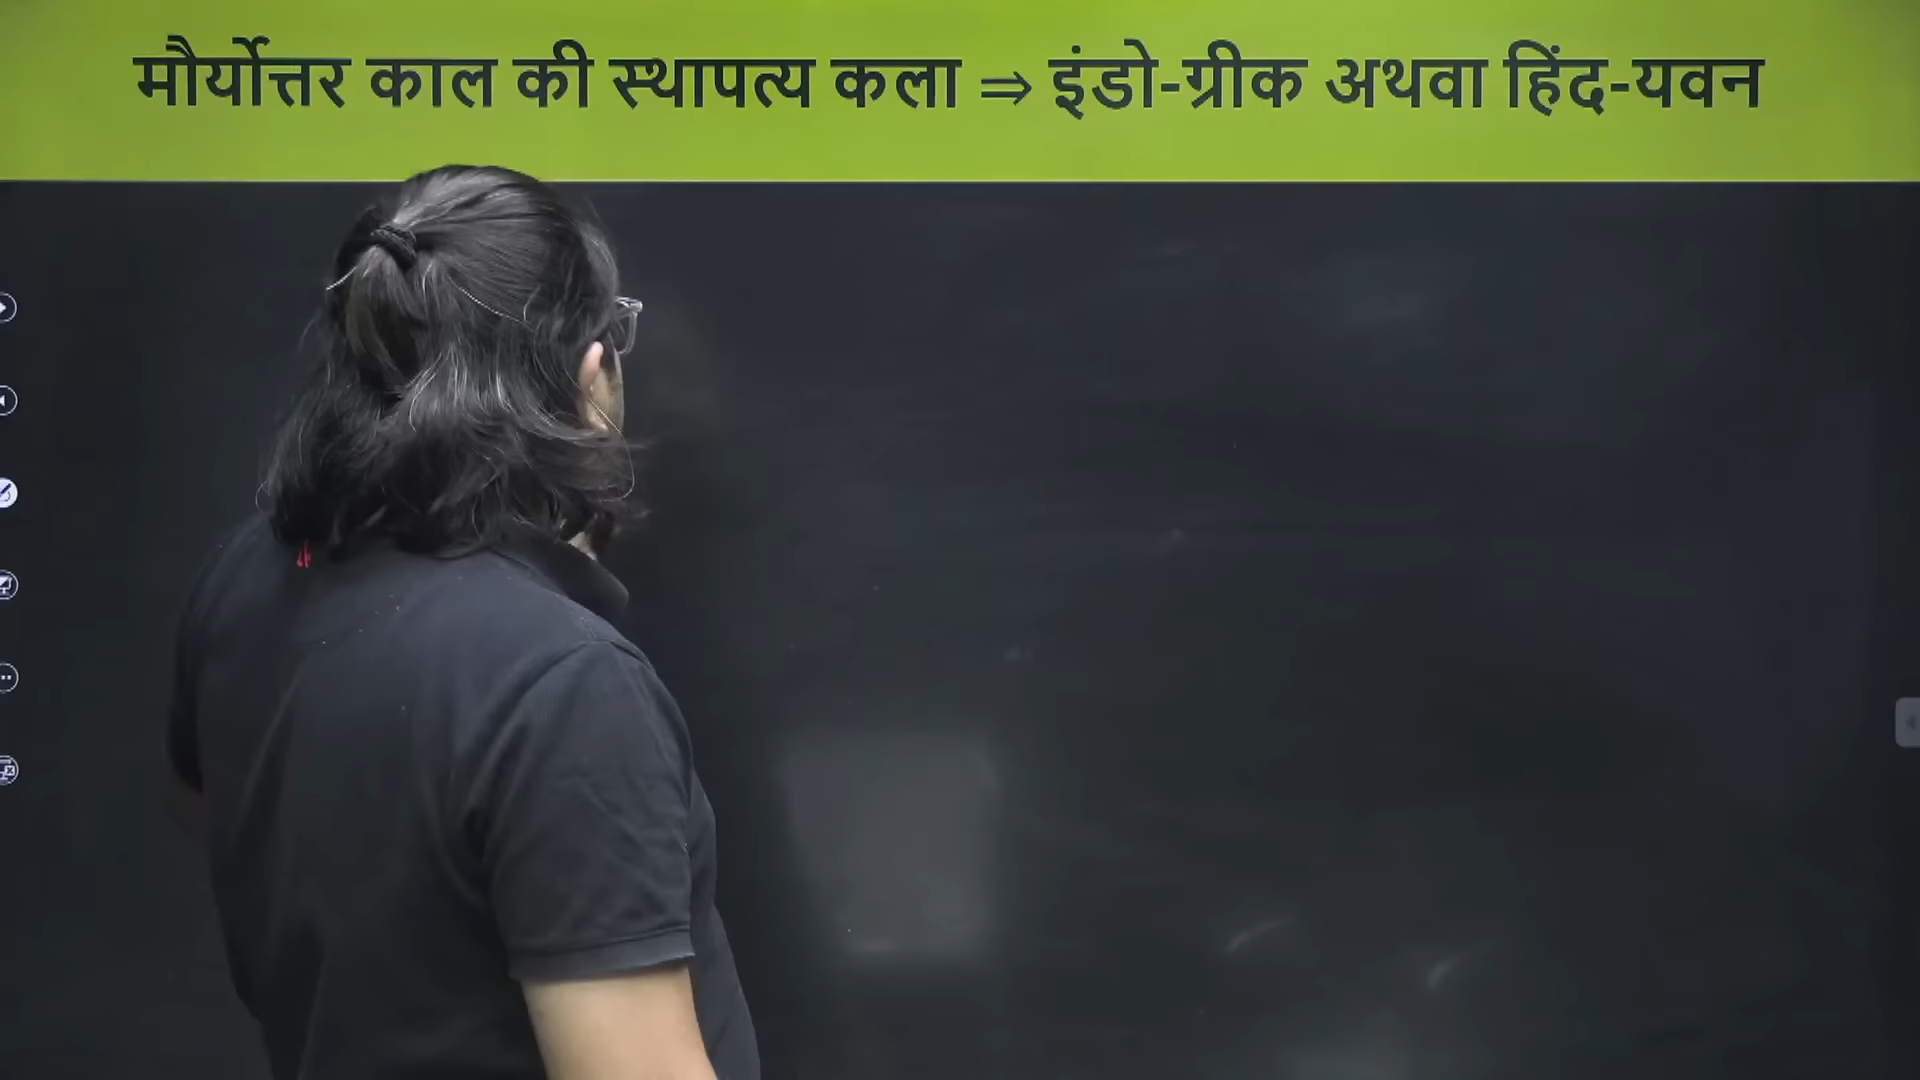 मौर्योत्तर काल की स्थापत्य कला ⇒ इंडो-ग्रीक अथवा हिंद-यवन